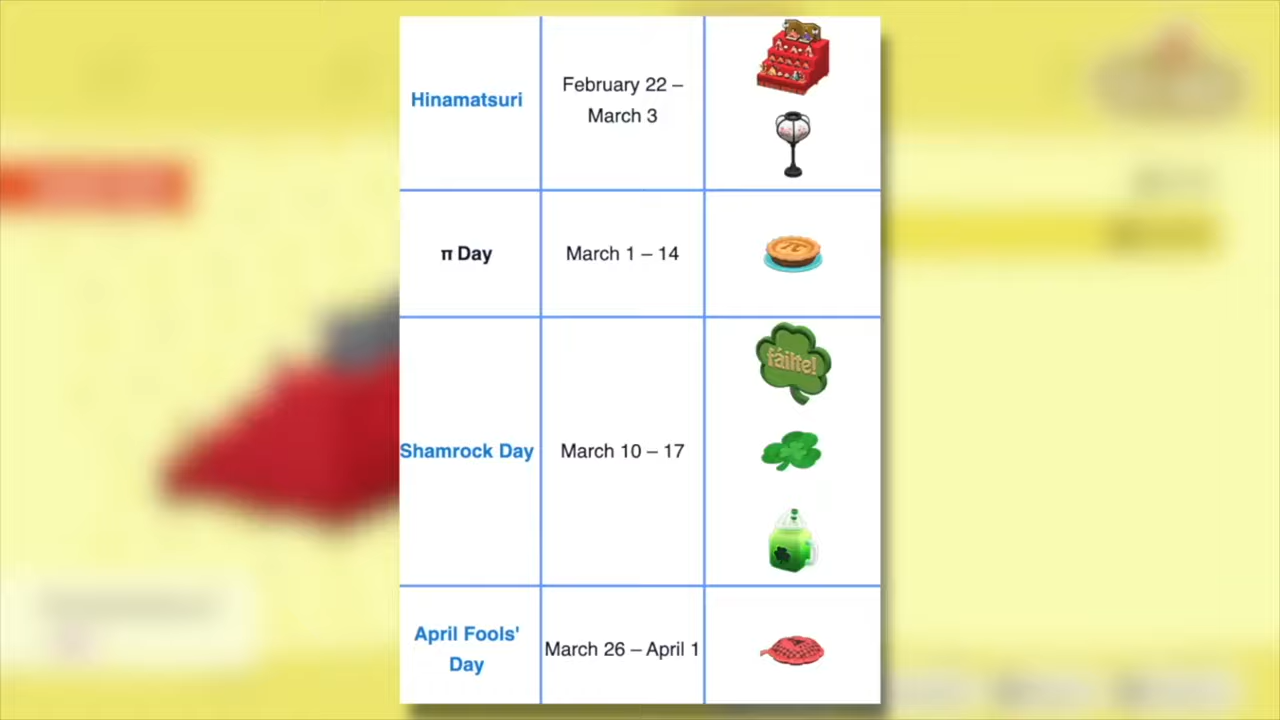 Hinamatsuri
February 22 –
March 3
π Day
March 1 – 14
π
Shamrock Day
March 10 – 17
fáilte!
April Fools'
Day
March 26 – April 1